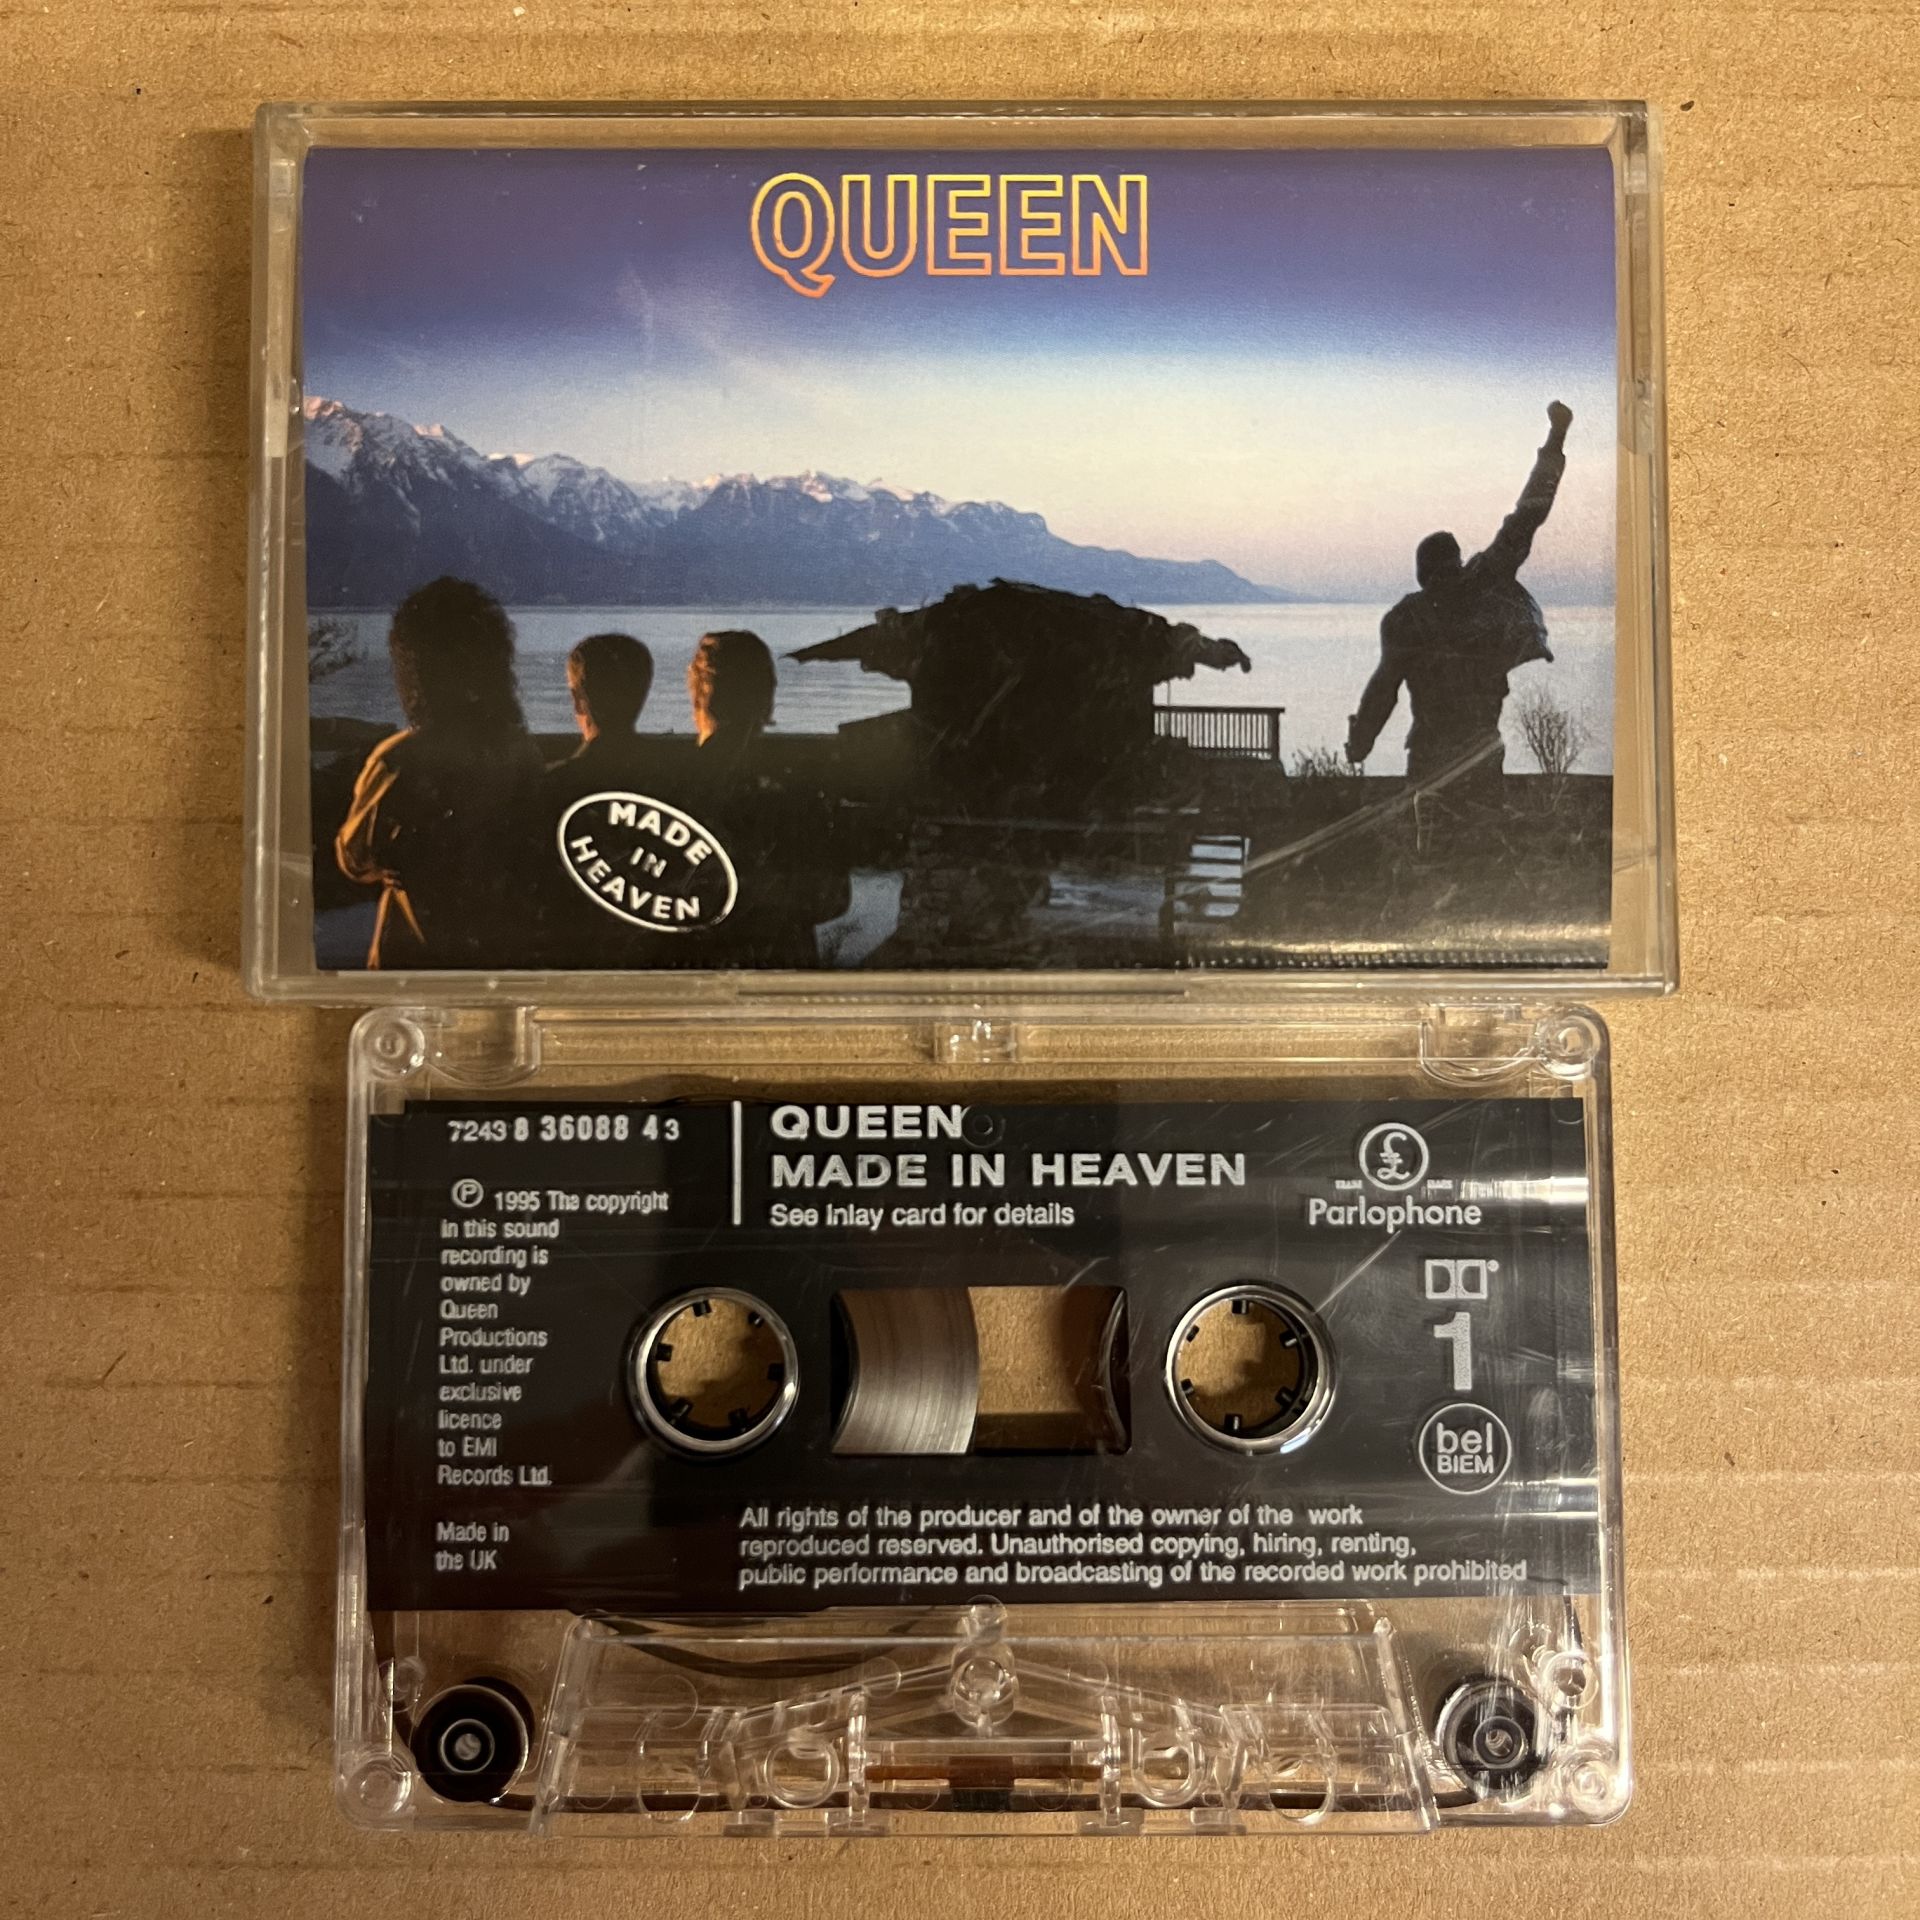 QUEEN
MADE
IN
HEAVEN
7243 8 36088 4 3
QUEEN
MADE IN HEAVEN
See inlay card for details
℗ 1995 The copyright
in this sound
recording is
owned by
Queen
Productions
Ltd. under
exclusive
licence
to EMI
Records Ltd.
Made in
the UK
£
TRADE MARK
Parlophone
1
bel
BIEM
All rights of the producer and of the owner of the work
reproduced reserved. Unauthorised copying, hiring, renting,
public performance and broadcasting of the recorded work prohibited